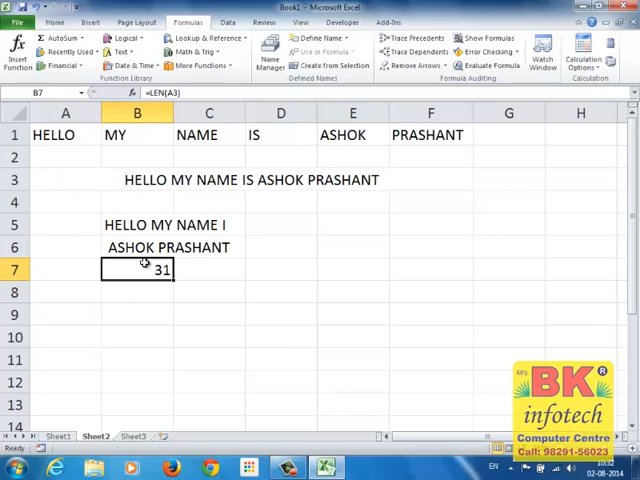 Book1 - Microsoft Excel
File Home Insert Page Layout Formulas Data Review View Developer Add-Ins
fx Insert Function
Σ AutoSum Logical Lookup & Reference
Recently Used Text Math & Trig
Financial Date & Time More Functions
Function Library
Name Manager
Define Name
Use in Formula
Create from Selection
Defined Names
Trace Precedents Show Formulas
Trace Dependents Error Checking
Remove Arrows Evaluate Formula
Formula Auditing
Watch Window
Calculation Options
Calculation
B7 fx =LEN(A3)
A B C D E F G H
1 HELLO MY NAME IS ASHOK PRASHANT
2
3 HELLO MY NAME IS ASHOK PRASHANT
4
5 HELLO MY NAME I
6 ASHOK PRASHANT
7 31
8
9
10
11
12
13
14
M/s. BK ®
infotech
Computer Centre
Call: 98291-56023
Sheet1 Sheet2 Sheet3
Ready
EN 10:32
02-08-2014